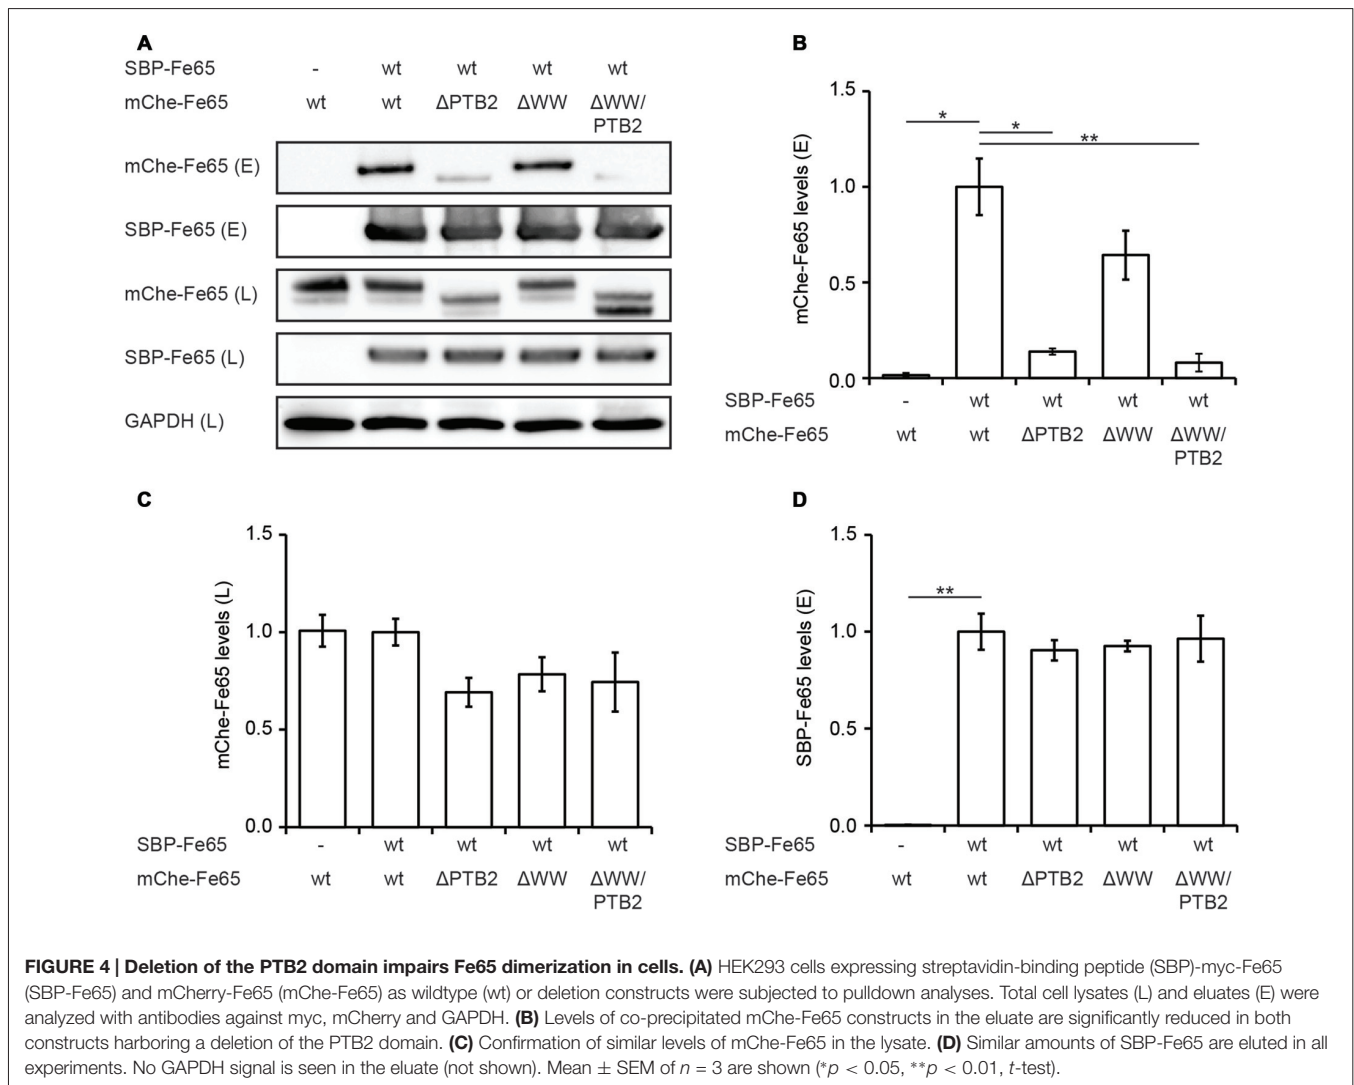 A
SBP-Fe65 - wt wt wt wt
mChe-Fe65 wt wt ΔPTB2 ΔWW ΔWW/
PTB2
mChe-Fe65 (E)
SBP-Fe65 (E)
mChe-Fe65 (L)
SBP-Fe65 (L)
GAPDH (L)
B
mChe-Fe65 levels (E)
1.5
1.0
0.5
0.0
* * **
SBP-Fe65 - wt wt wt wt
mChe-Fe65 wt wt ΔPTB2 ΔWW ΔWW/
PTB2
C
mChe-Fe65 levels (L)
1.5
1.0
0.5
0.0
SBP-Fe65 - wt wt wt wt
mChe-Fe65 wt wt ΔPTB2 ΔWW ΔWW/
PTB2
D
SBP-Fe65 levels (E)
1.5
1.0
0.5
0.0
**
SBP-Fe65 - wt wt wt wt
mChe-Fe65 wt wt ΔPTB2 ΔWW ΔWW/
PTB2
FIGURE 4 | Deletion of the PTB2 domain impairs Fe65 dimerization in cells. (A) HEK293 cells expressing streptavidin-binding peptide (SBP)-myc-Fe65
(SBP-Fe65) and mCherry-Fe65 (mChe-Fe65) as wildtype (wt) or deletion constructs were subjected to pulldown analyses. Total cell lysates (L) and eluates (E) were
analyzed with antibodies against myc, mCherry and GAPDH. (B) Levels of co-precipitated mChe-Fe65 constructs in the eluate are significantly reduced in both
constructs harboring a deletion of the PTB2 domain. (C) Confirmation of similar levels of mChe-Fe65 in the lysate. (D) Similar amounts of SBP-Fe65 are eluted in all
experiments. No GAPDH signal is seen in the eluate (not shown). Mean ± SEM of n = 3 are shown (*p < 0.05, **p < 0.01, t-test).